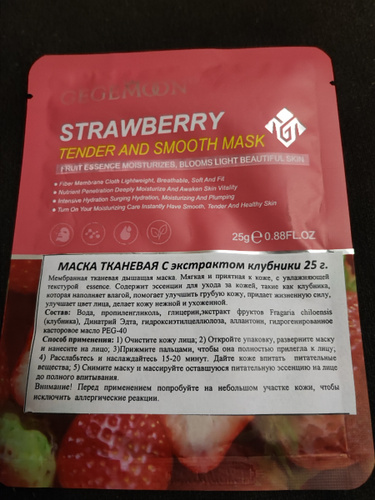 GEGEMOON
STRAWBERRY
TENDER AND SMOOTH MASK
FRUIT ESSENCE MOISTURIZES, BLOOMS LIGHT BEAUTIFUL SKIN
• Fiber Membrane Cloth Lightweight, Breathable, Soft And Fit
• Nutrient Penetration Deeply Moisturize And Awaken Skin Vitality
• Intensive Hydration Surging Hydration, Moisturizing And Plumping
• Turn On Your Moisturizing Care Instantly Have Smooth, Tender And Healthy Skin
25g℮0.88FL.OZ
МАСКА ТКАНЕВАЯ С экстрактом клубники 25 г.
Мембранная тканевая дышащая маска. Мягкая и приятная к коже, с увлажняющей
текстурой essence. Содержит эссенции для ухода за кожей, такие как клубника,
которая наполняет влагой, помогает улучшить грубую кожу, придает жизненную силу,
улучшает цвет лица, делает кожу нежной и ухоженной.
Состав: Вода, пропиленгликоль, глицерин,экстракт фруктов Fragaria chiloensis
(клубника), Динатрий Эдта, гидроксиэтилцеллюлоза, аллантоин, гидрогенизированное
касторовое масло PEG-40
Способ применения: 1) Очистите кожу лица; 2) Откройте упаковку, разверните маску
и нанесите на лицо; 3)Прижмите пальцами, чтобы она полностью прилегла к лицу,
4) Расслабьтесь и наслаждайтесь 15-20 минут. Дайте коже впитать питательные
вещества; 5) Снимите маску и массируйте оставшуюся питательную эссенцию на лице
до полного впитывания.
Внимание! Перед применением попробуйте на небольшом участке кожи, чтобы
исключить аллергические реакции.